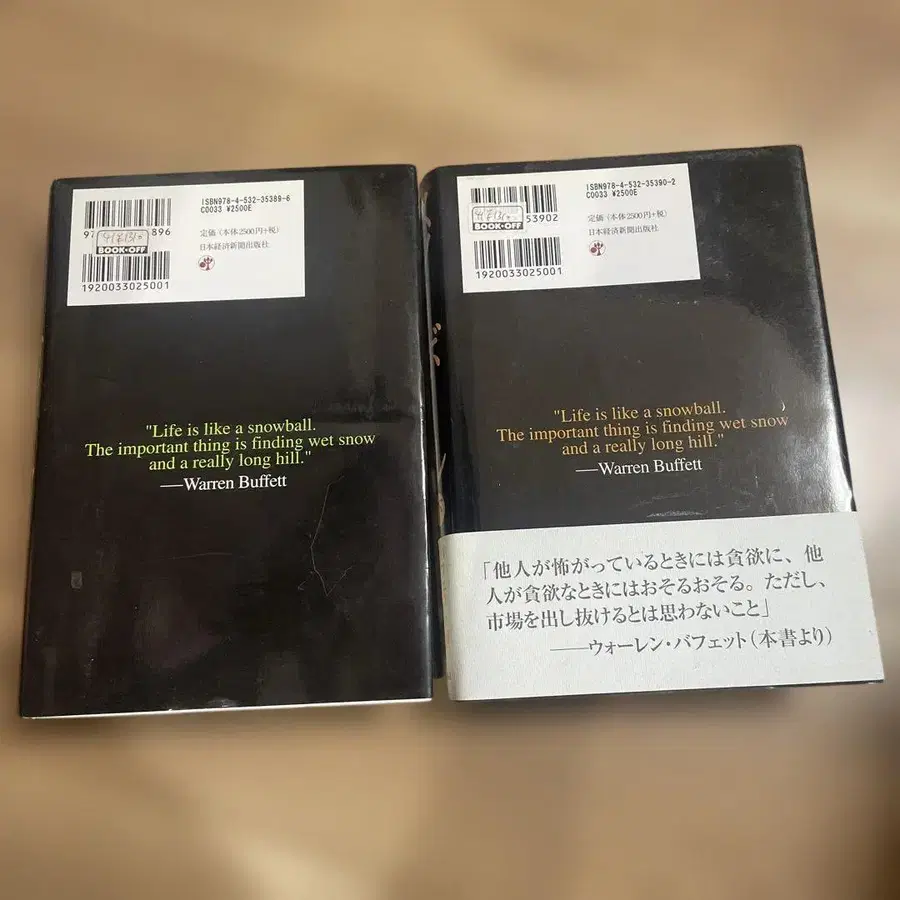 ISBN978-4-532-35389-6
C0033 ¥2500E
定価(本体2500円+税)
日本経済新聞出版社
97
896
BOOK-OFF
1920033025001
"Life is like a snowball.
The important thing is finding wet snow
and a really long hill."
—Warren Buffett
ISBN978-4-532-35390-2
C0033 ¥2500E
定価(本体2500円+税)
日本経済新聞出版社
53902
BOOK-OFF
1920033025001
"Life is like a snowball.
The important thing is finding wet snow
and a really long hill."
—Warren Buffett
「他人が怖がっているときには貪欲に、他
人が貪欲なときにはおそるおそる。ただし、
市場を出し抜けるとは思わないこと」
——ウォーレン・バフェット(本書より)